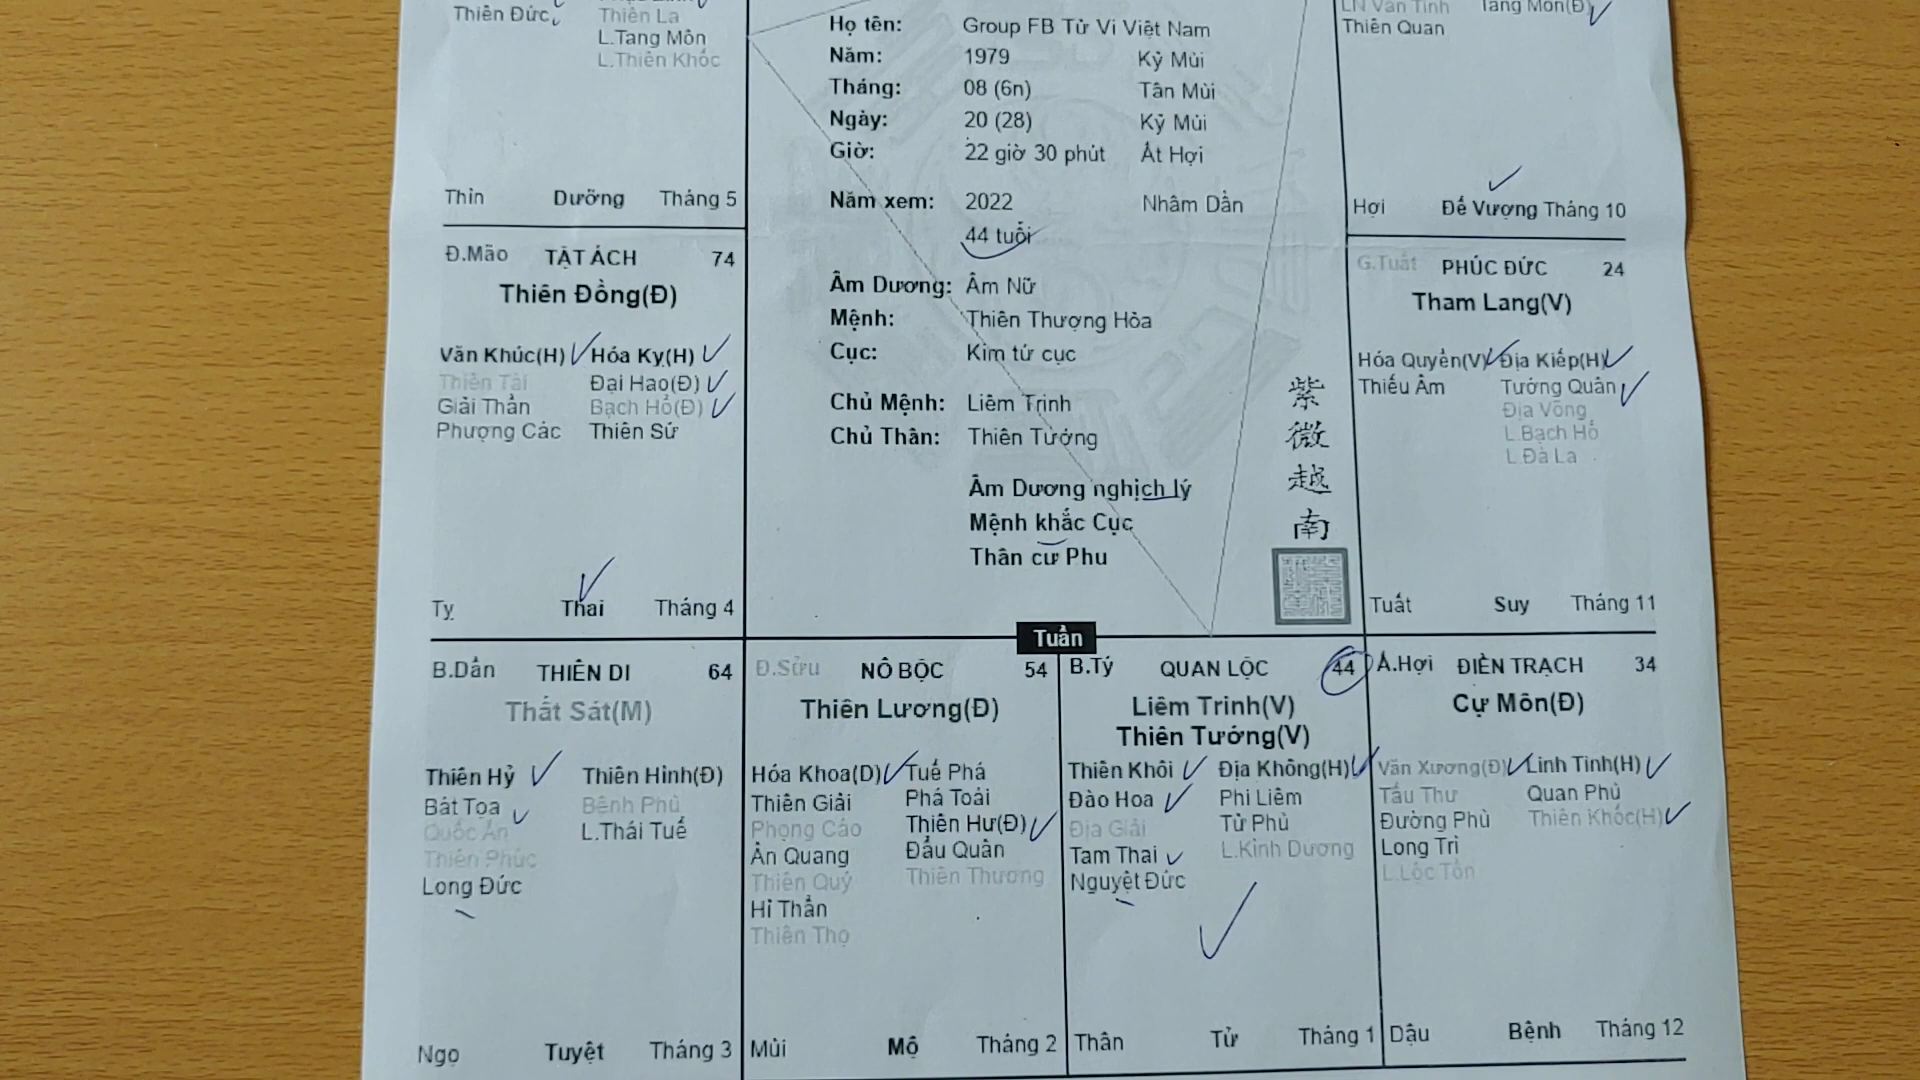 Thiên Đức
Thiên La
L.Tang Môn
L.Thiên Khốc
Thìn Dưỡng Tháng 5
Họ tên: Group FB Tử Vi Việt Nam
Năm: 1979 Kỷ Mùi
Tháng: 08 (6n) Tân Mùi
Ngày: 20 (28) Kỷ Mùi
Giờ: 22 giờ 30 phút Ất Hợi
Năm xem: 2022 Nhâm Dần
44 tuổi
Âm Dương: Âm Nữ
Mệnh: Thiên Thượng Hỏa
Cục: Kim tứ cục
Chủ Mệnh: Liêm Trinh
Chủ Thân: Thiên Tướng
Âm Dương nghịch lý
Mệnh khắc Cục
Thân cư Phu
紫
微
越
南
LN Văn Tinh Tang Môn(Đ)
Thiên Quan
Hợi Đế Vượng Tháng 10
Đ.Mão TẬT ÁCH 74
Thiên Đồng(Đ)
Văn Khúc(H) Hóa Kỵ(H)
Thiên Tài Đại Hao(Đ)
Giải Thần Bạch Hổ(Đ)
Phượng Các Thiên Sứ
Tỵ Thai Tháng 4
G.Tuất PHÚC ĐỨC 24
Tham Lang(V)
Hóa Quyền(V) Địa Kiếp(H)
Thiếu Âm Tướng Quân
Địa Võng
L.Bạch Hổ
L.Đà La
Tuất Suy Tháng 11
Tuần
B.Dần THIÊN DI 64
Thất Sát(M)
Thiên Hỷ Thiên Hình(Đ)
Bát Tọa Bệnh Phù
Quốc Ấn L.Thái Tuế
Thiên Phúc
Long Đức
Ngọ Tuyệt Tháng 3
Đ.Sửu NÔ BỘC 54
Thiên Lương(Đ)
Hóa Khoa(D) Tuế Phá
Thiên Giải Phá Toái
Phong Cáo Thiên Hư(Đ)
Ân Quang Đẩu Quân
Thiên Quý Thiên Thương
Hỉ Thần
Thiên Thọ
Mùi Mộ Tháng 2
B.Tý QUAN LỘC 44
Liêm Trinh(V)
Thiên Tướng(V)
Thiên Khôi Địa Không(H)
Đào Hoa Phi Liêm
Địa Giải Tử Phù
Tam Thai L.Kình Dương
Nguyệt Đức
Thân Tử Tháng 1
Ấ.Hợi ĐIỀN TRẠCH 34
Cự Môn(Đ)
Văn Xương(Đ) Linh Tinh(H)
Tấu Thư Quan Phủ
Đường Phù Thiên Khốc(H)
Long Trì
L.Lộc Tồn
Dậu Bệnh Tháng 12